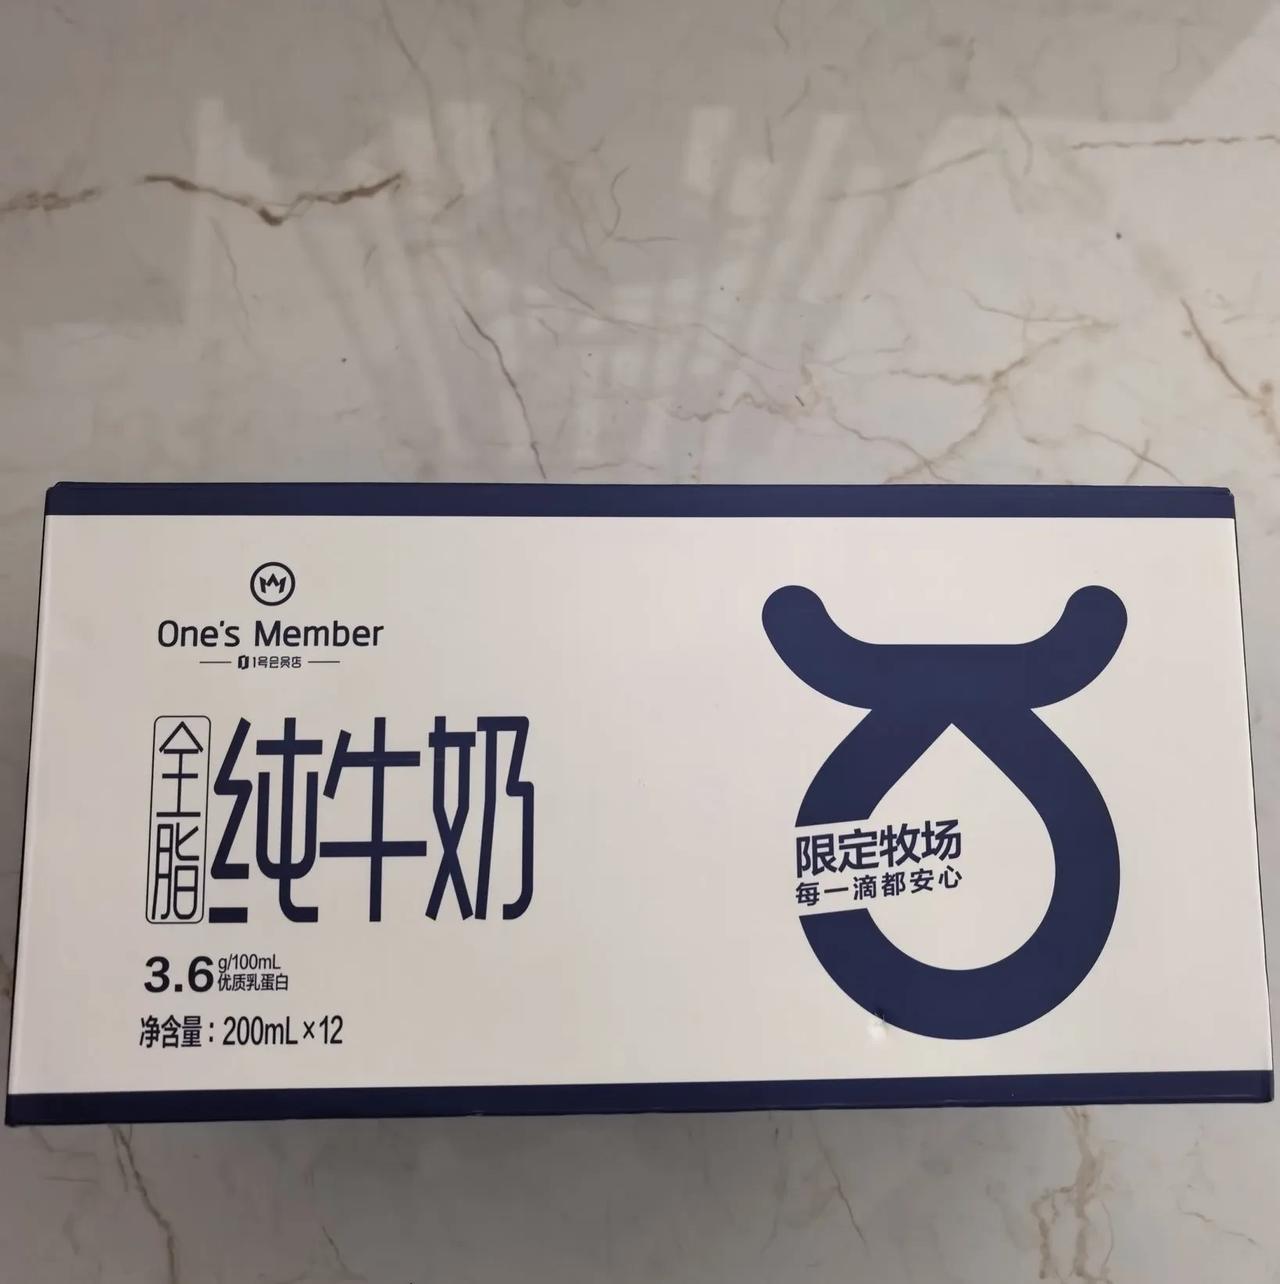 One's Member
1号会员店
全脂
纯牛奶
3.6 g/100mL
优质乳蛋白
净含量：200mL×12
限定牧场
每一滴都安心